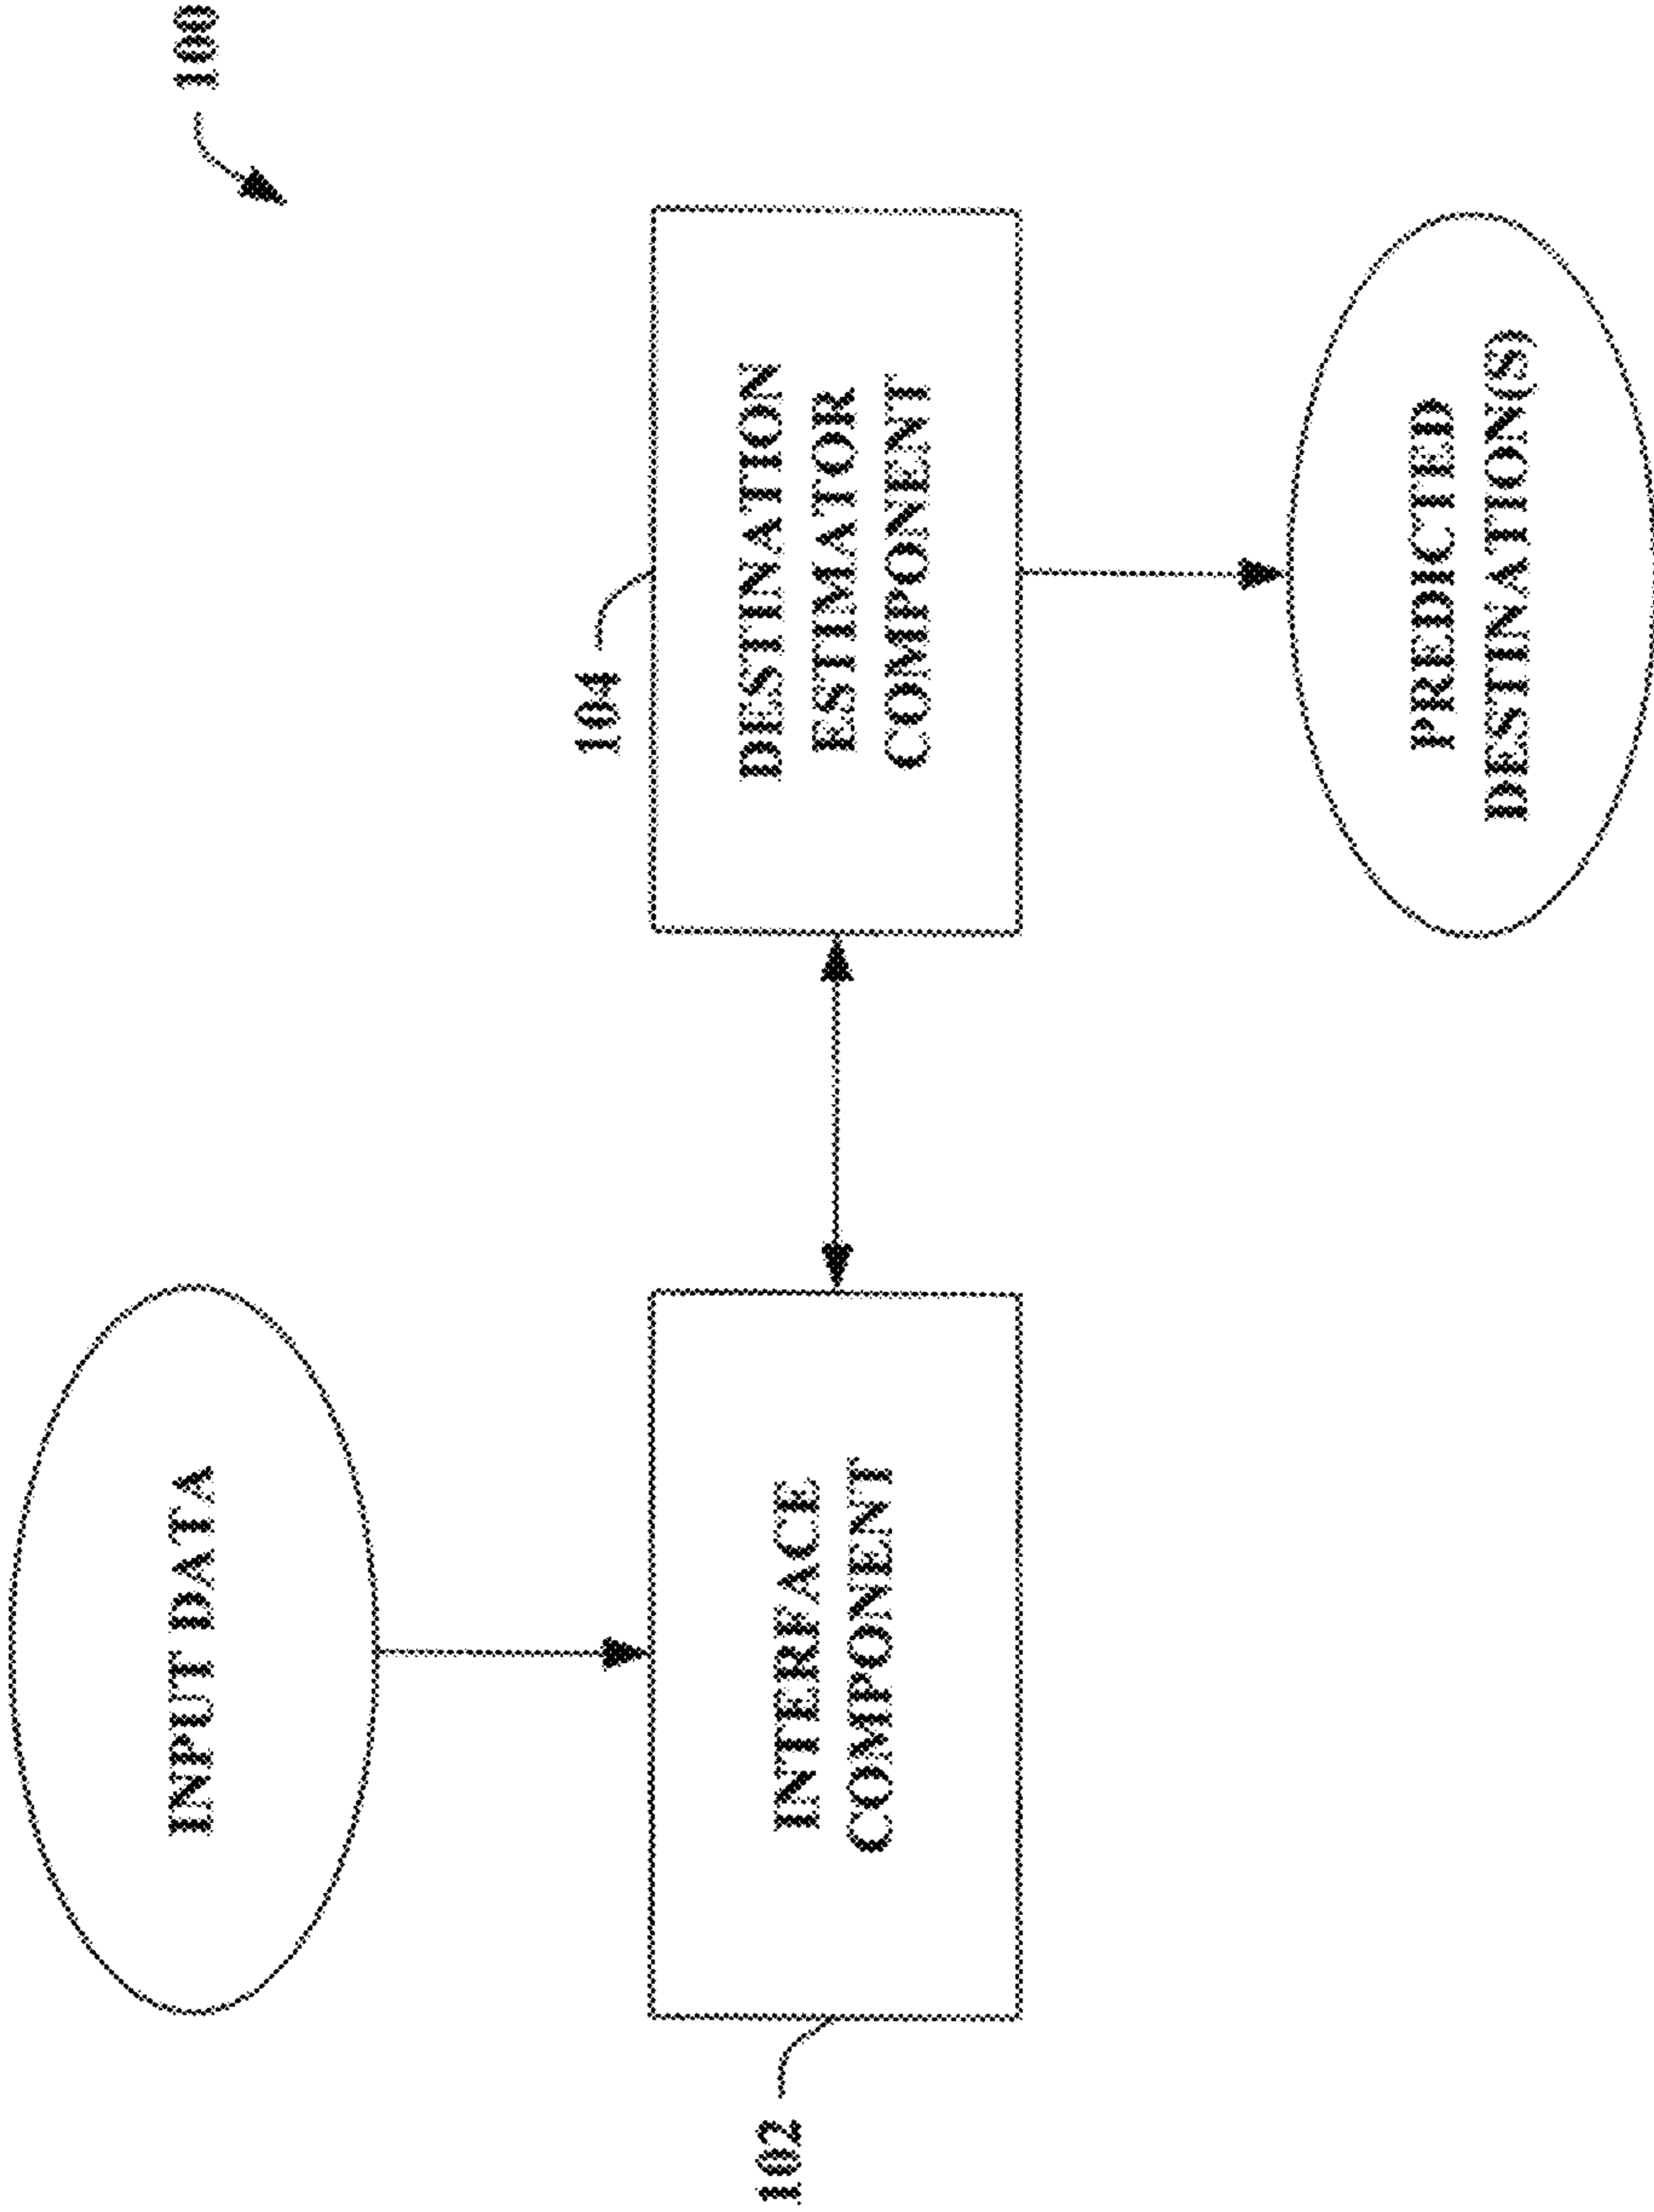 100
INPUT DATA
104
102
INTERFACE
COMPONENT
DESTINATION
ESTIMATOR
COMPONENT
PREDICTED
DESTINATION(S)